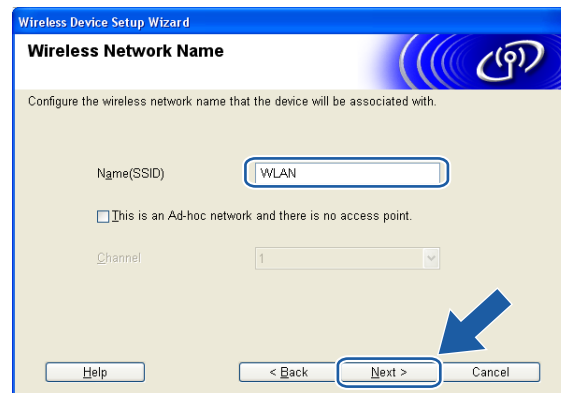 Wireless Device Setup Wizard
Wireless Network Name
Configure the wireless network name that the device will be associated with.
Name(SSID) WLAN
This is an Ad-hoc network and there is no access point.
Channel 1
Help < Back Next > Cancel